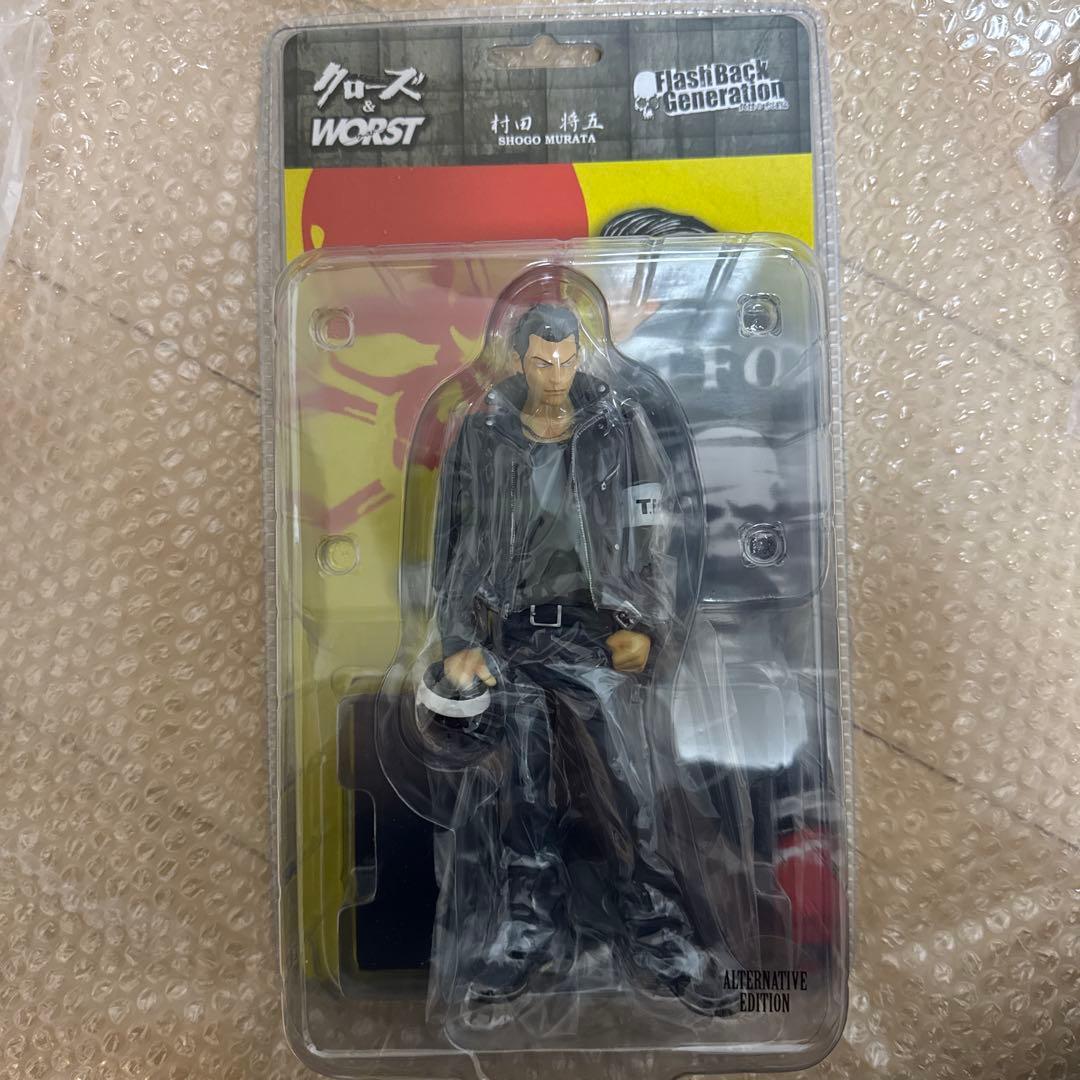 クローズ
&
WORST
村田 将五
SHOGO MURATA
FlashBack
Generation
T.F.O
T.F
ALTERNATIVE
EDITION